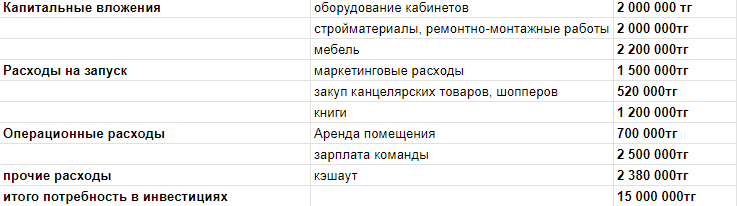 Капитальные вложения оборудование кабинетов 2 000 000 тг
стройматериалы, ремонтно-монтажные работы 2 000 000тг
мебель 2 200 000тг
Расходы на запуск маркетинговые расходы 1 500 000тг
закуп канцелярских товаров, шопперов 520 000тг
книги 1 200 000тг
Операционные расходы Аренда помещения 700 000тг
зарплата команды 2 500 000тг
прочие расходы кэшаут 2 380 000тг
итого потребность в инвестициях 15 000 000тг